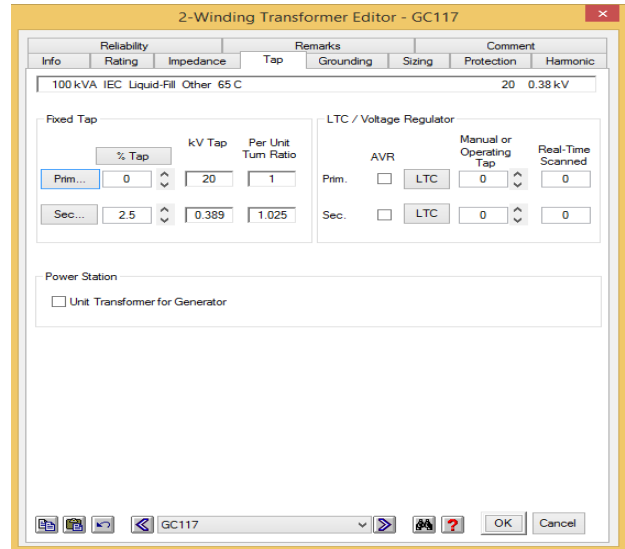 2-Winding Transformer Editor - GC117
×
Reliability Remarks Comment
Info Rating Impedance Tap Grounding Sizing Protection Harmonic
100 kVA IEC Liquid-Fill Other 65 C 20 0.38 kV
Fixed Tap
% Tap kV Tap Per Unit Turn Ratio
Prim... 0 20 1
Sec... 2.5 0.389 1.025
LTC / Voltage Regulator
AVR Manual or Operating Tap Real-Time Scanned
Prim. LTC 0 0
Sec. LTC 0 0
Power Station
Unit Transformer for Generator
GC117 ? OK Cancel